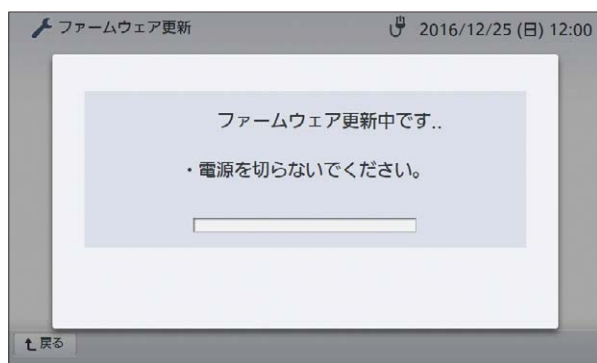 ファームウェア更新
2016/12/25 (日) 12:00
ファームウェア更新中です..
・電源を切らないでください。
戻る